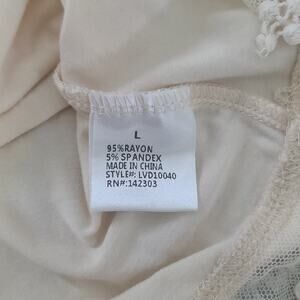 L
95%RAYON
5% SPANDEX
MADE IN CHINA
STYLE#: LVD10040
RN#:142303